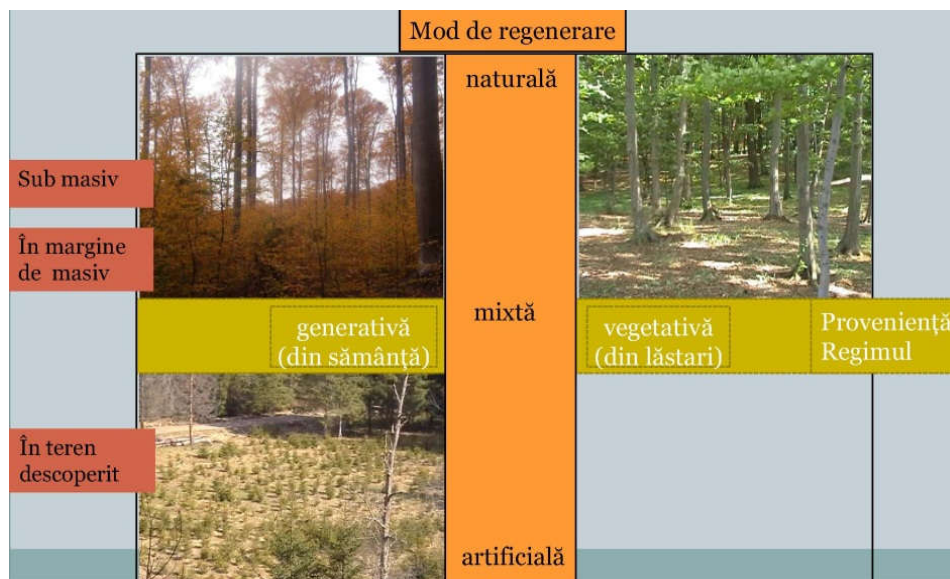 Mod de regenerare
naturală
Sub masiv
În margine
de masiv
mixtă
generativă
(din sămânță)
vegetativă
(din lăstari)
Proveniență
Regimul
În teren
descoperit
artificială